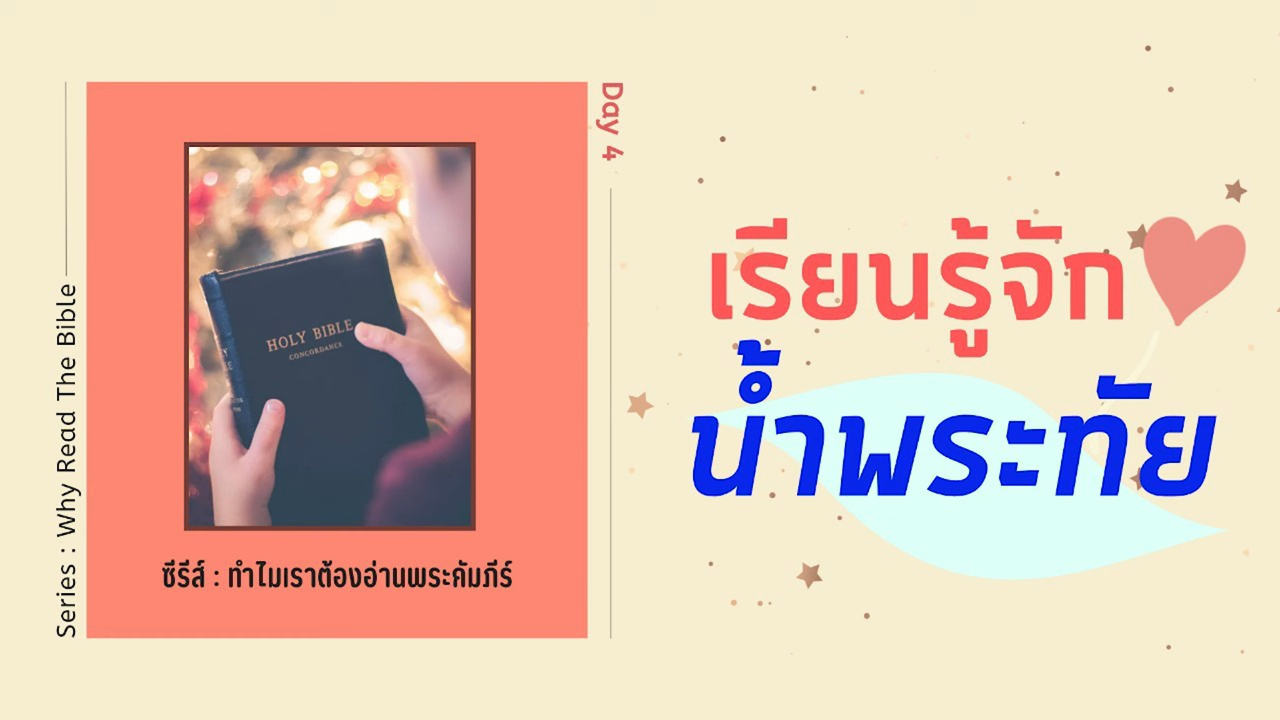 Series : Why Read The Bible
HOLY BIBLE
CONCORDANCE
ซีรีส์ : ทำไมเราต้องอ่านพระคัมภีร์
Day 4
เรียนรู้จัก
น้ำพระทัย